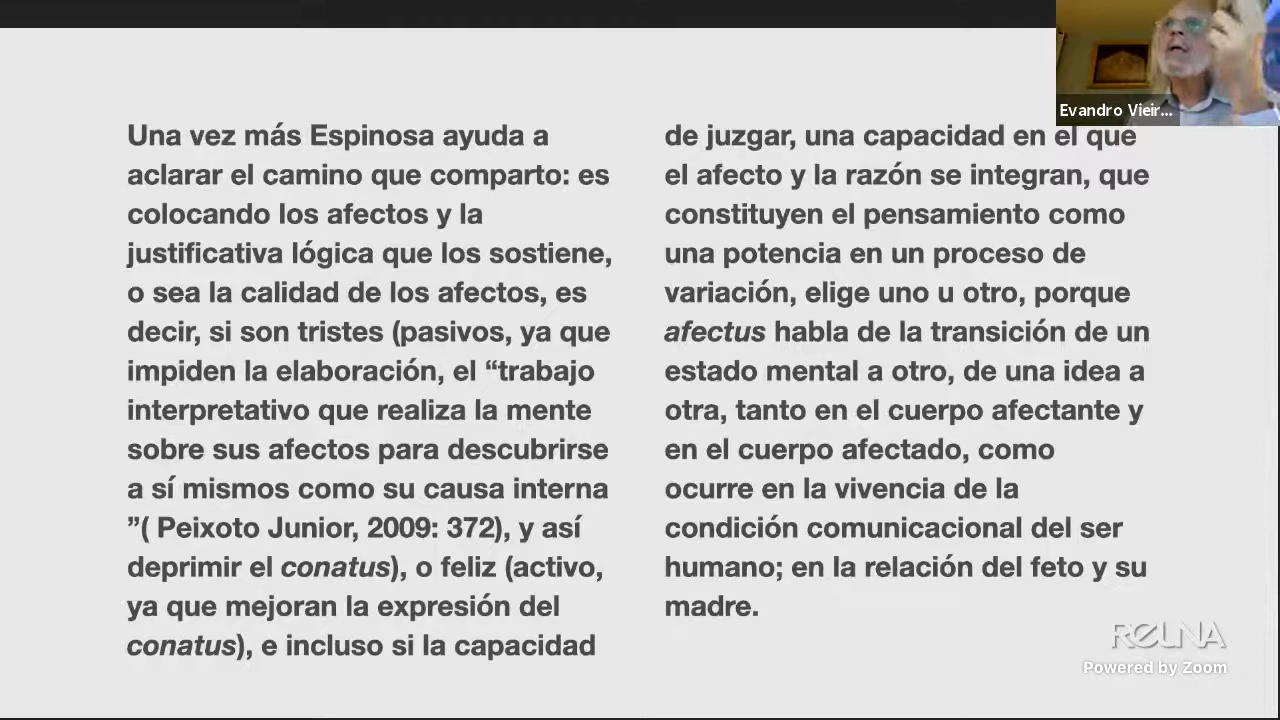 Evandro Vieir...
Una vez más Espinosa ayuda a
aclarar el camino que comparto: es
colocando los afectos y la
justificativa lógica que los sostiene,
o sea la calidad de los afectos, es
decir, si son tristes (pasivos, ya que
impiden la elaboración, el “trabajo
interpretativo que realiza la mente
sobre sus afectos para descubrirse
a sí mismos como su causa interna
”( Peixoto Junior, 2009: 372), y así
deprimir el conatus), o feliz (activo,
ya que mejoran la expresión del
conatus), e incluso si la capacidad
de juzgar, una capacidad en el que
el afecto y la razón se integran, que
constituyen el pensamiento como
una potencia en un proceso de
variación, elige uno u otro, porque
afectus habla de la transición de un
estado mental a otro, de una idea a
otra, tanto en el cuerpo afectante y
en el cuerpo afectado, como
ocurre en la vivencia de la
condición comunicacional del ser
humano; en la relación del feto y su
madre.
RELNA
Powered by Zoom